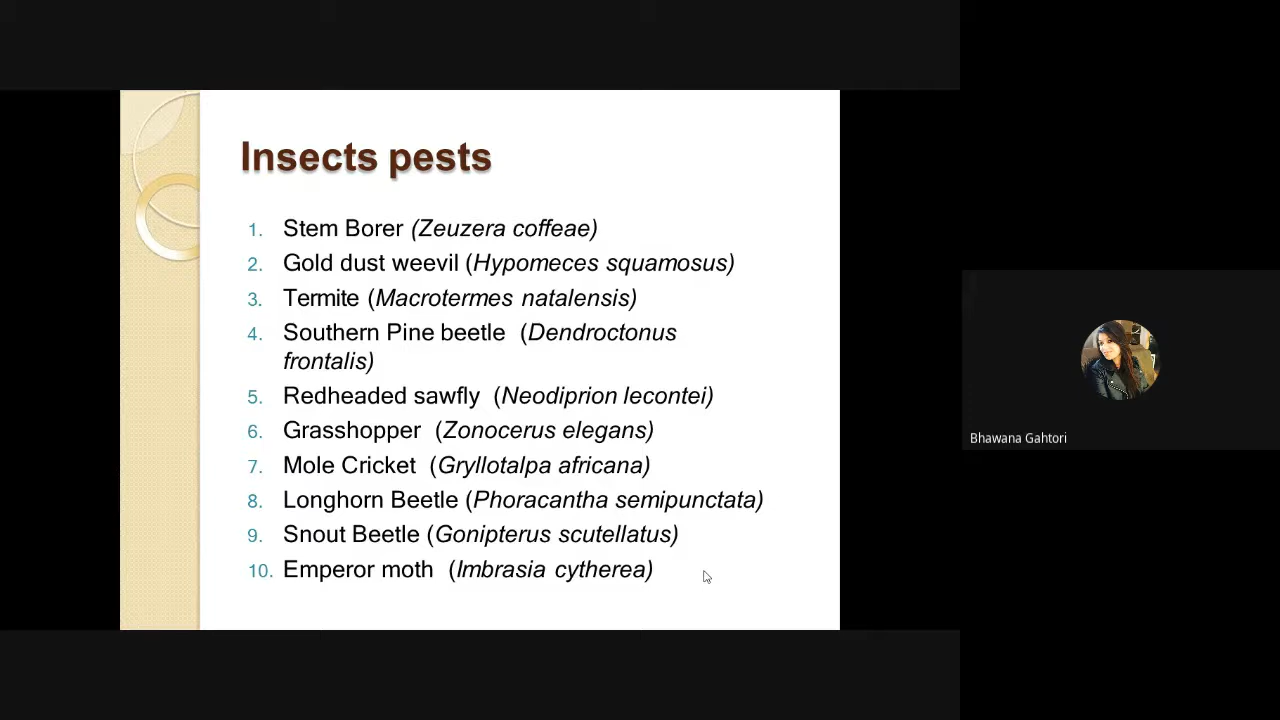 Insects pests
1. Stem Borer (Zeuzera coffeae)
2. Gold dust weevil (Hypomeces squamosus)
3. Termite (Macrotermes natalensis)
4. Southern Pine beetle (Dendroctonus
frontalis)
5. Redheaded sawfly (Neodiprion lecontei)
6. Grasshopper (Zonocerus elegans)
7. Mole Cricket (Gryllotalpa africana)
8. Longhorn Beetle (Phoracantha semipunctata)
9. Snout Beetle (Gonipterus scutellatus)
10. Emperor moth (Imbrasia cytherea)
Bhawana Gahtori